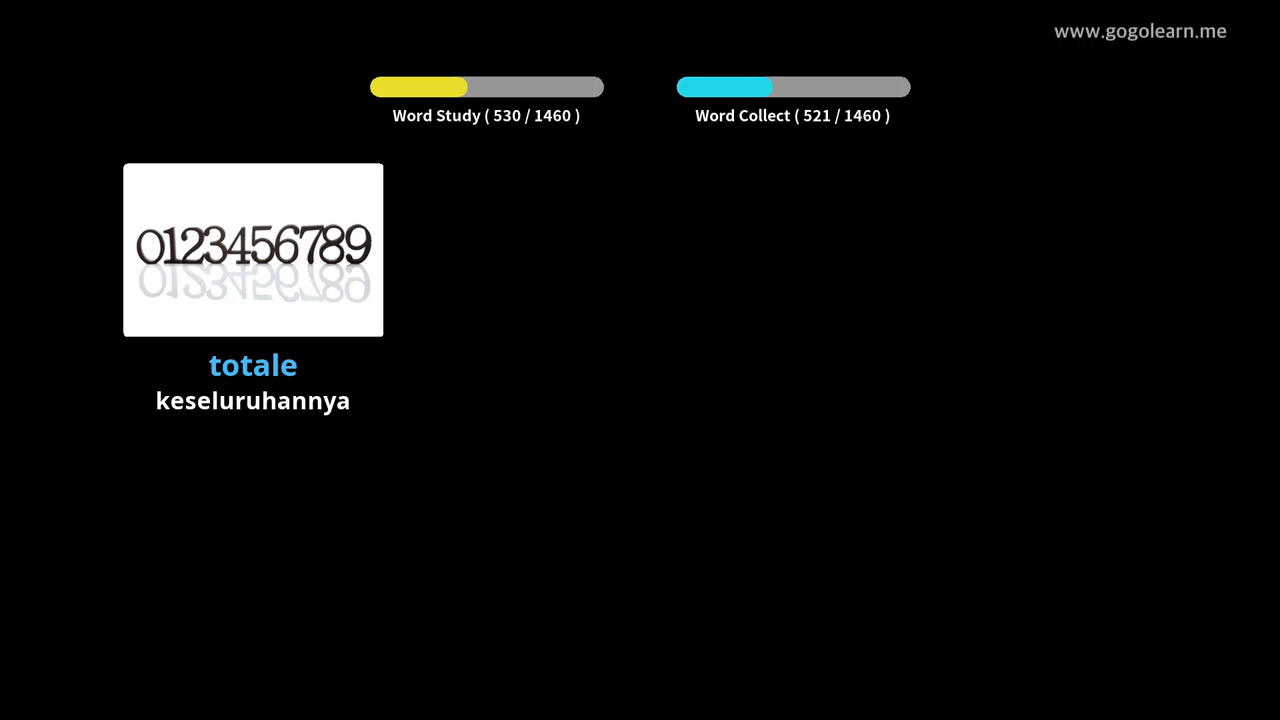 www.gogolearn.me
Word Study ( 530 / 1460 )
Word Collect ( 521 / 1460 )
0123456789
totale
keseluruhannya